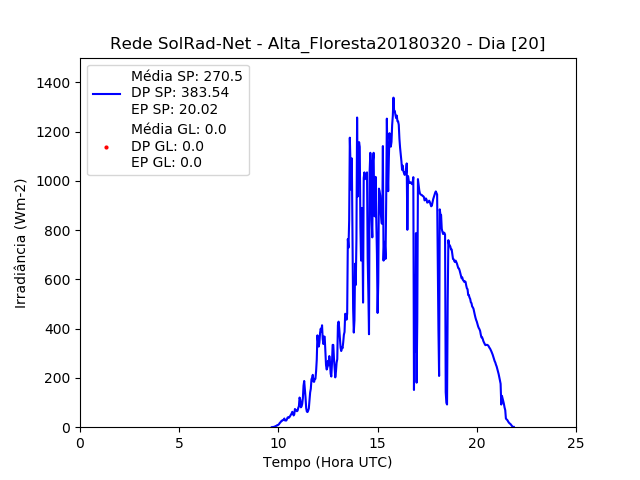 Rede SolRad-Net - Alta_Floresta20180320 - Dia [20]
Média SP: 270.5
DP SP: 383.54
EP SP: 20.02
Média GL: 0.0
DP GL: 0.0
EP GL: 0.0
Irradiância (Wm-2)
1400
1200
1000
800
600
400
200
0
0 5 10 15 20 25
Tempo (Hora UTC)